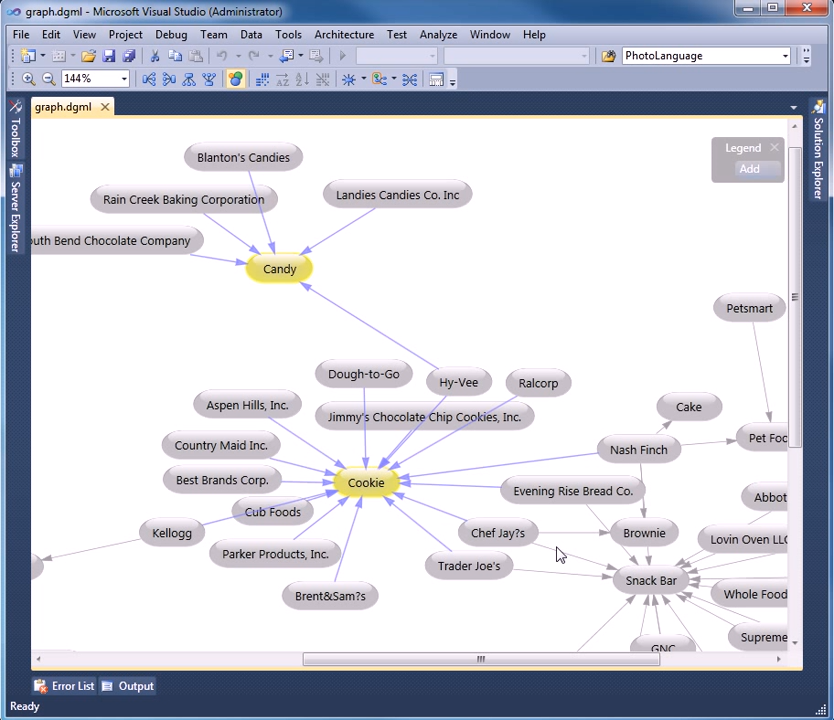 graph.dgml - Microsoft Visual Studio (Administrator)
File Edit View Project Debug Team Data Tools Architecture Test Analyze Window Help
PhotoLanguage
144%
graph.dgml
Toolbox
Server Explorer
Solution Explorer
Legend
Add
Blanton's Candies
Rain Creek Baking Corporation
Landies Candies Co. Inc
outh Bend Chocolate Company
Candy
Petsmart
Dough-to-Go
Hy-Vee
Ralcorp
Aspen Hills, Inc.
Jimmy's Chocolate Chip Cookies, Inc.
Cake
Country Maid Inc.
Nash Finch
Pet Foo
Best Brands Corp.
Cookie
Evening Rise Bread Co.
Abbot
Cub Foods
Kellogg
Chef Jay?s
Brownie
Lovin Oven LLC
Parker Products, Inc.
Trader Joe's
Snack Bar
Brent&Sam?s
Whole Food
Supreme
GNC
Error List Output
Ready